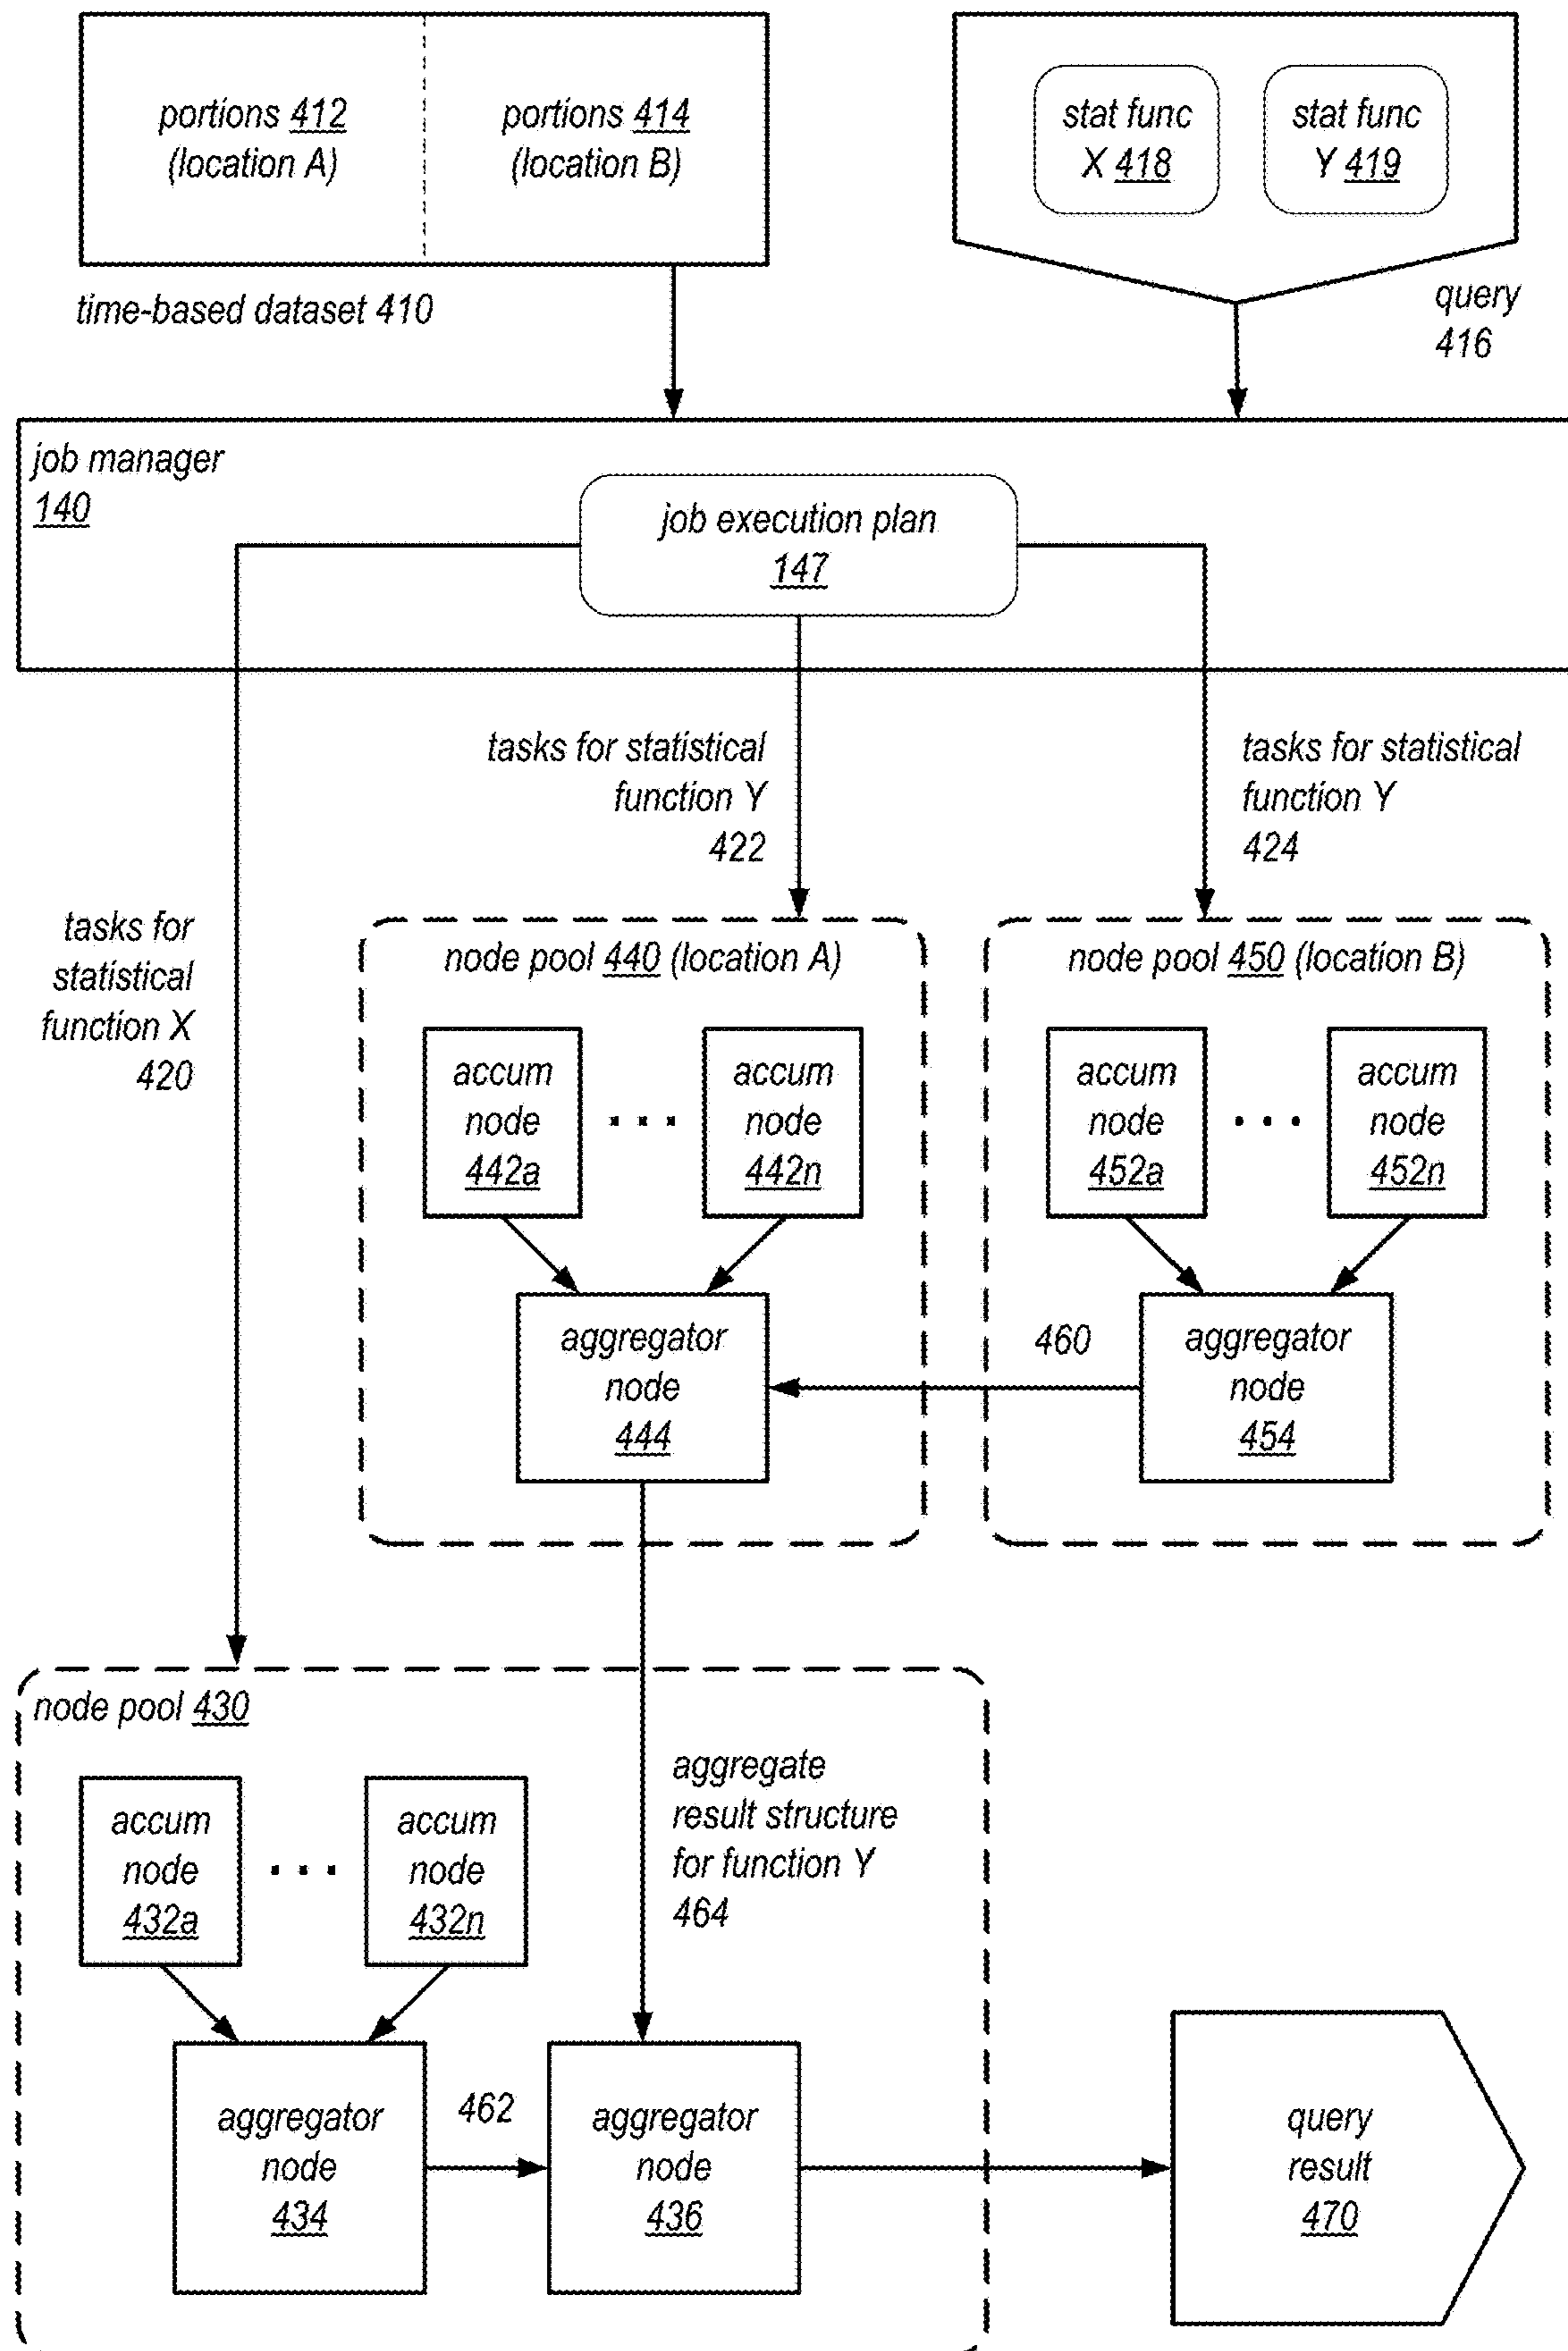 portions 412
(location A)
portions 414
(location B)
time-based dataset 410
stat func
X 418
stat func
Y 419
query
416
job manager
140
job execution plan
147
tasks for statistical
function Y
422
tasks for statistical
function Y
424
tasks for
statistical
function X
420
node pool 440 (location A)
accum
node
442a
...
accum
node
442n
aggregator
node
444
node pool 450 (location B)
accum
node
452a
...
accum
node
452n
460
aggregator
node
454
node pool 430
accum
node
432a
...
accum
node
432n
aggregate
result structure
for function Y
464
aggregator
node
434
462
aggregator
node
436
query
result
470